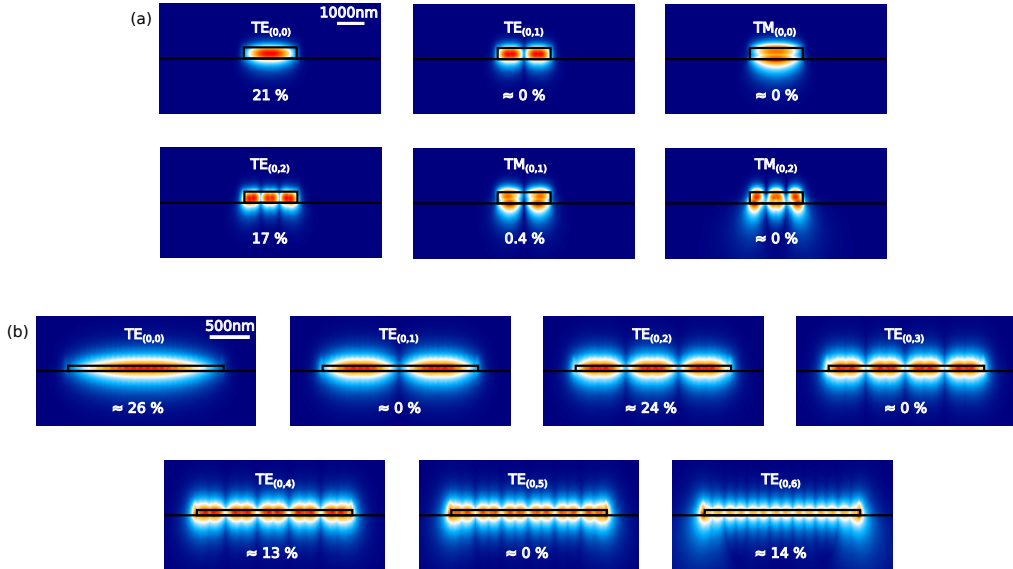 (a)
1000nm
TE(0,0)
21 %
TE(0,1)
≈ 0 %
TM(0,0)
≈ 0 %
TE(0,2)
17 %
TM(0,1)
0.4 %
TM(0,2)
≈ 0 %
(b)
500nm
TE(0,0)
≈ 26 %
TE(0,1)
≈ 0 %
TE(0,2)
≈ 24 %
TE(0,3)
≈ 0 %
TE(0,4)
≈ 13 %
TE(0,5)
≈ 0 %
TE(0,6)
≈ 14 %